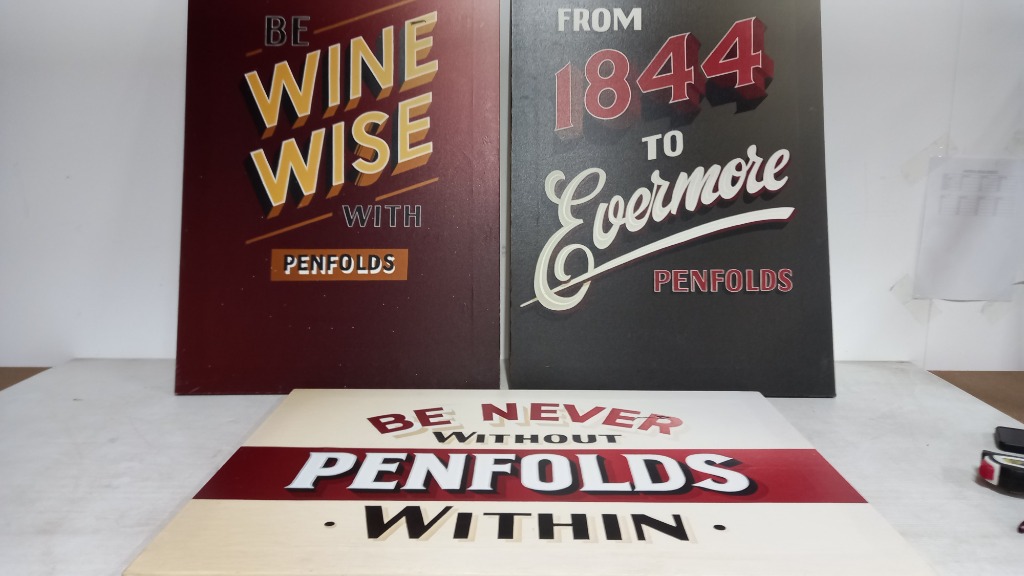 BE
WINE
WISE
WITH
PENFOLDS
FROM
1844
TO
Evermore
PENFOLDS
BE NEVER
WITHOUT
PENFOLDS
• WITHIN •